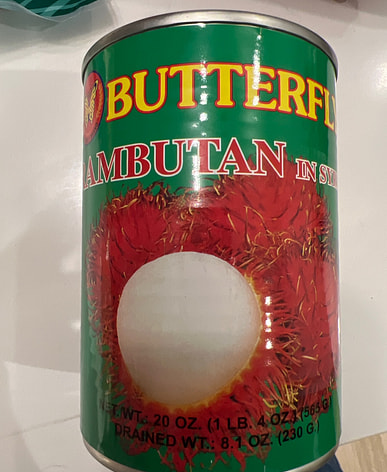 BUTTERFL
AMBUTAN IN SY
NET WT.: 20 OZ. (1 LB. 4 OZ.) (565 G
DRAINED WT.: 8.1 OZ. (230 G )